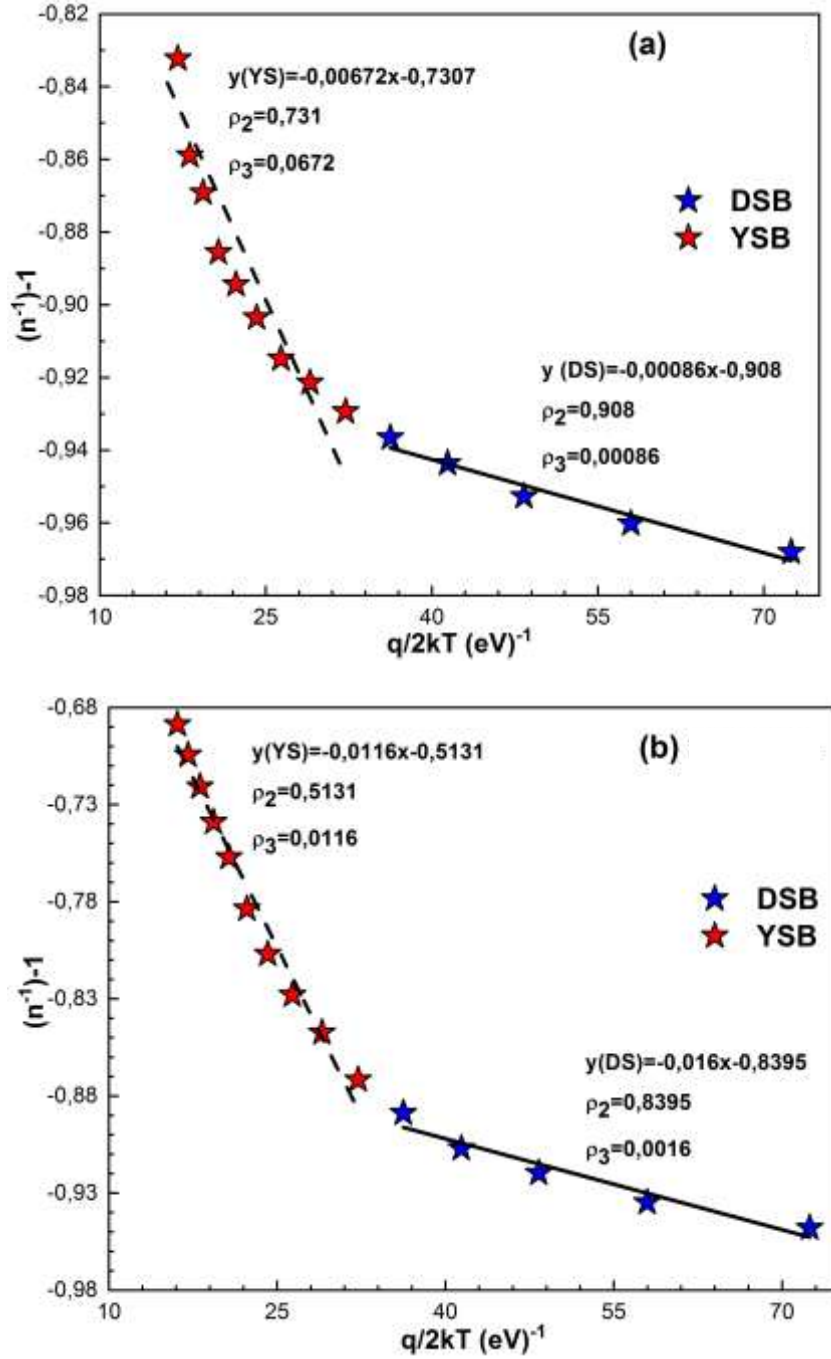 -0,82
(a)
y(YS)=-0,00672x-0,7307
-0,84
ρ2=0,731
-0,86
ρ3=0,0672
DSB
-0,88
YSB
-0,90
(n-1)-1
-0,92
y (DS)=-0,00086x-0,908
ρ2=0,908
-0,94
ρ3=0,00086
-0,96
-0,98
10 25 40 55 70
q/2kT (eV)-1
-0,68
(b)
y(YS)=-0,0116x-0,5131
-0,73
ρ2=0,5131
ρ3=0,0116
-0,78
DSB
YSB
-0,83
(n-1)-1
y(DS)=-0,016x-0,8395
-0,88
ρ2=0,8395
ρ3=0,0016
-0,93
-0,98
10 25 40 55 70
q/2kT (eV)-1